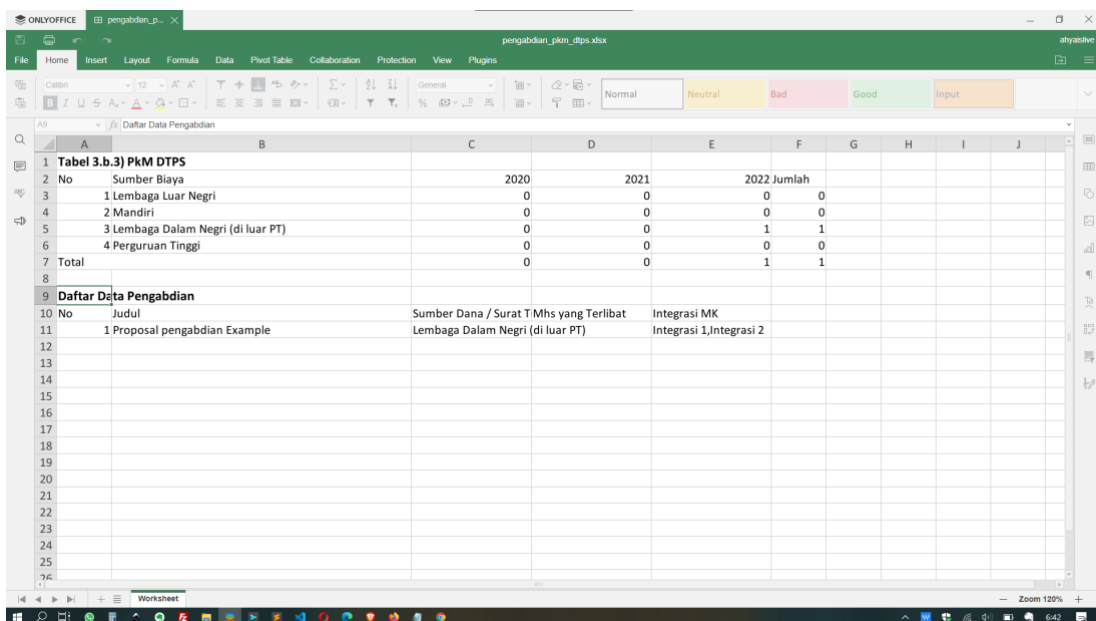 ONLYOFFICE pengabdian_p...
pengabdian_pkm_dtps.xlsx ahyaislive
File Home Insert Layout Formula Data Pivot Table Collaboration Protection View Plugins
Calibri 12 General Normal Neutral Bad Good Input
A9 fx Daftar Data Pengabdian
A B C D E F G H I J
1 Tabel 3.b.3) PkM DTPS
2 No Sumber Biaya 2020 2021 2022 Jumlah
3 1 Lembaga Luar Negri 0 0 0 0
4 2 Mandiri 0 0 0 0
5 3 Lembaga Dalam Negri (di luar PT) 0 0 1 1
6 4 Perguruan Tinggi 0 0 0 0
7 Total 0 0 1 1
8
9 Daftar Data Pengabdian
10 No Judul Sumber Dana / Surat T Mhs yang Terlibat Integrasi MK
11 1 Proposal pengabdian Example Lembaga Dalam Negri (di luar PT) Integrasi 1,Integrasi 2
12
13
14
15
16
17
18
19
20
21
22
23
24
25
26
Worksheet Zoom 120%
6:42